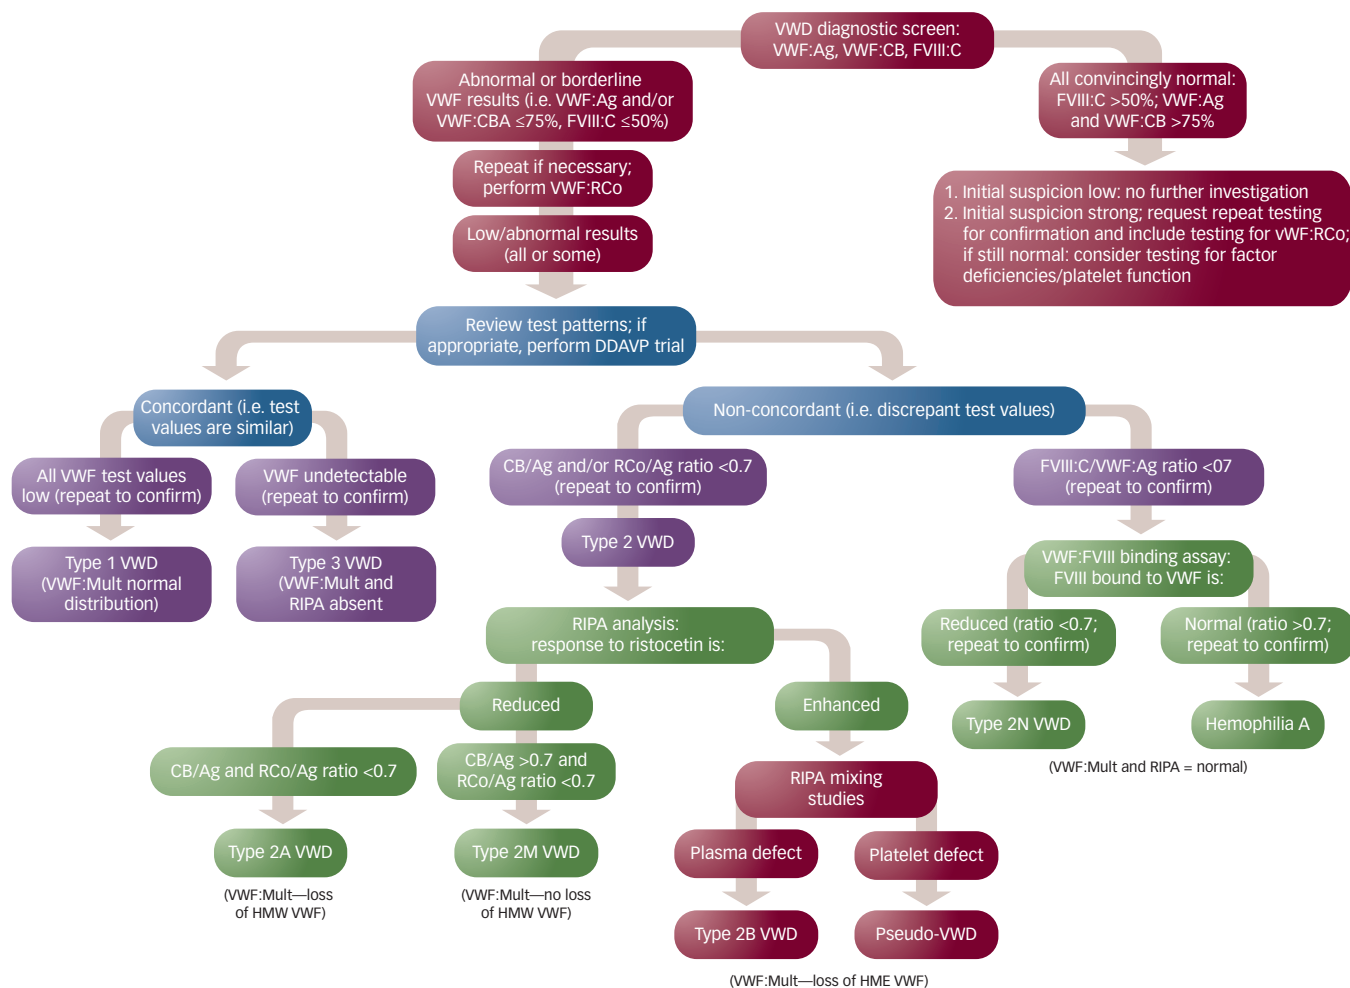 VWD diagnostic screen:
VWF:Ag, VWF:CB, FVIII:C
Abnormal or borderline
VWF results (i.e. VWF:Ag and/or
VWF:CBA ≤75%, FVIII:C ≤50%)
All convincingly normal:
FVIII:C >50%; VWF:Ag
and VWF:CB >75%
Repeat if necessary;
perform VWF:RCo
1. Initial suspicion low: no further investigation
2. Initial suspicion strong; request repeat testing
for confirmation and include testing for vWF:RCo;
if still normal: consider testing for factor
deficiencies/platelet function
Low/abnormal results
(all or some)
Review test patterns; if
appropriate, perform DDAVP trial
Concordant (i.e. test
values are similar)
Non-concordant (i.e. discrepant test values)
All VWF test values
low (repeat to confirm)
VWF undetectable
(repeat to confirm)
CB/Ag and/or RCo/Ag ratio <0.7
(repeat to confirm)
FVIII:C/VWF:Ag ratio <07
(repeat to confirm)
Type 1 VWD
(VWF:Mult normal
distribution)
Type 3 VWD
(VWF:Mult and
RIPA absent
Type 2 VWD
VWF:FVIII binding assay:
FVIII bound to VWF is:
RIPA analysis:
response to ristocetin is:
Reduced (ratio <0.7;
repeat to confirm)
Normal (ratio >0.7;
repeat to confirm)
Reduced
Enhanced
Type 2N VWD
Hemophilia A
(VWF:Mult and RIPA = normal)
CB/Ag and RCo/Ag ratio <0.7
CB/Ag >0.7 and
RCo/Ag ratio <0.7
RIPA mixing
studies
Type 2A VWD
Type 2M VWD
Plasma defect
Platelet defect
(VWF:Mult—loss
of HMW VWF)
(VWF:Mult—no loss
of HMW VWF)
Type 2B VWD
Pseudo-VWD
(VWF:Mult—loss of HME VWF)